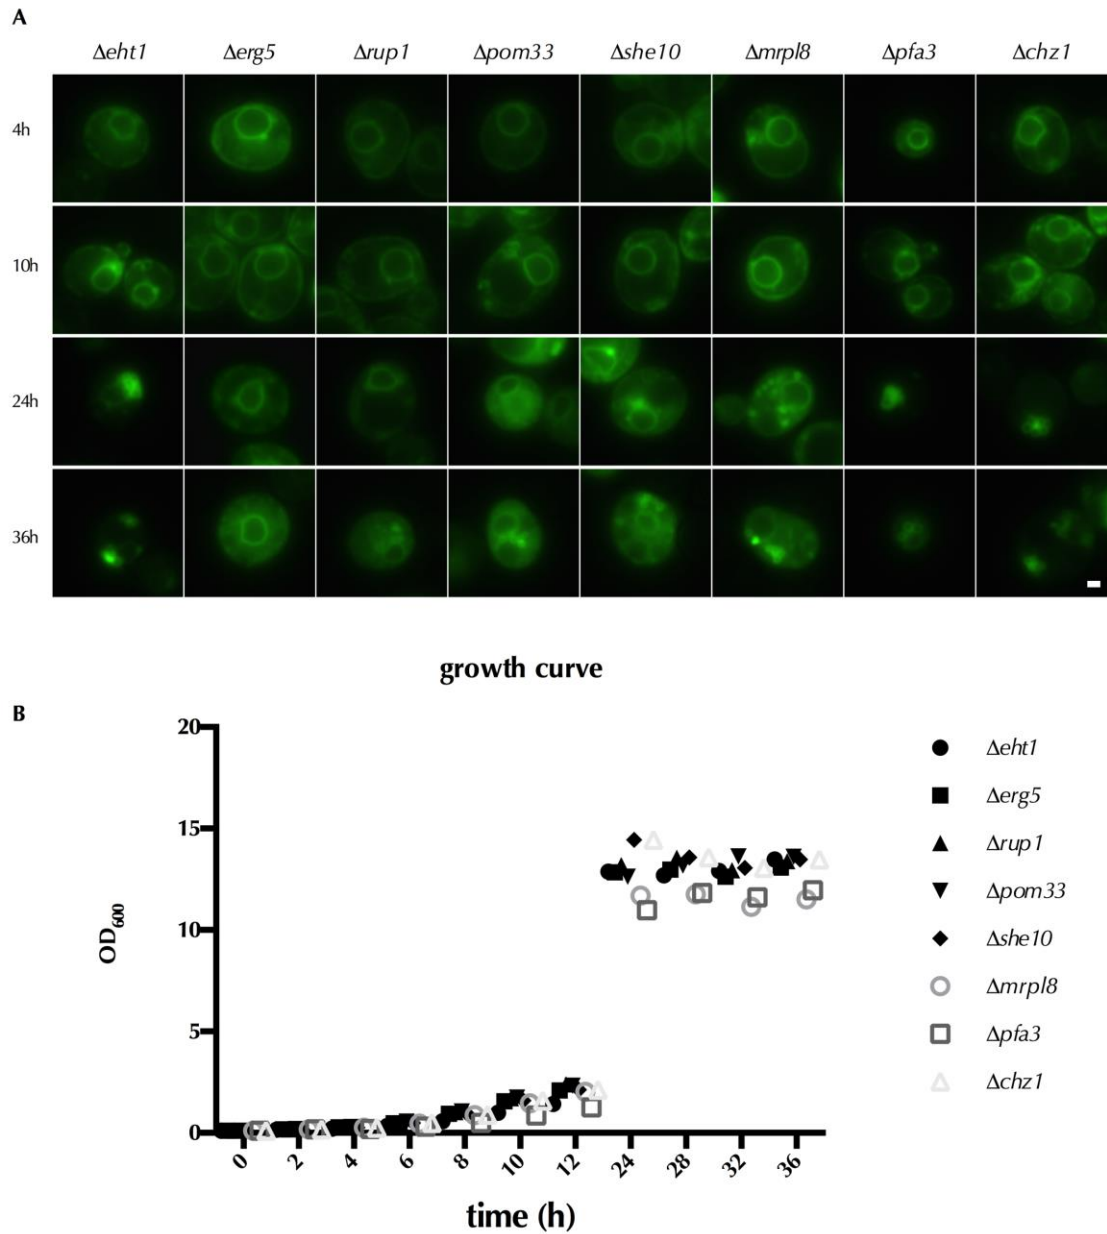 A
Δeht1 Δerg5 Δrup1 Δpom33 Δshe10 Δmrpl8 Δpfa3 Δchz1
4h
10h
24h
36h
growth curve
B
20
15
10
5
0
OD600
0 2 4 6 8 10 12 24 28 32 36
time (h)
Δeht1
Δerg5
Δrup1
Δpom33
Δshe10
Δmrpl8
Δpfa3
Δchz1